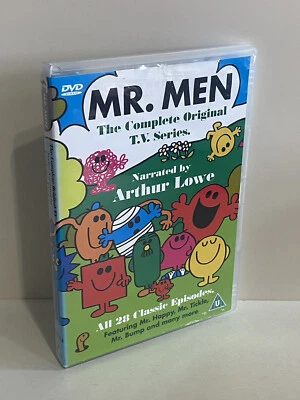 DVD
VIDEO
MR. MEN
The Complete Original
T.V. Series.
Narrated by
Arthur Lowe
All 28 Classic Episodes.
Featuring Mr. Happy, Mr. Tickle,
Mr. Bump and many more
U